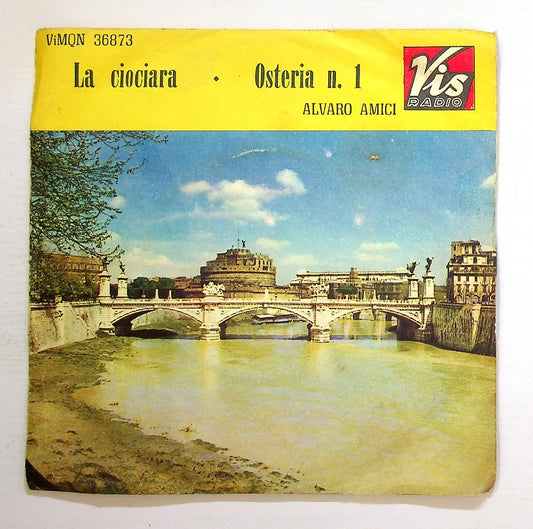 ViMQN 36873
La ciociara · Osteria n. 1
ALVARO AMICI
Vis
RADIO